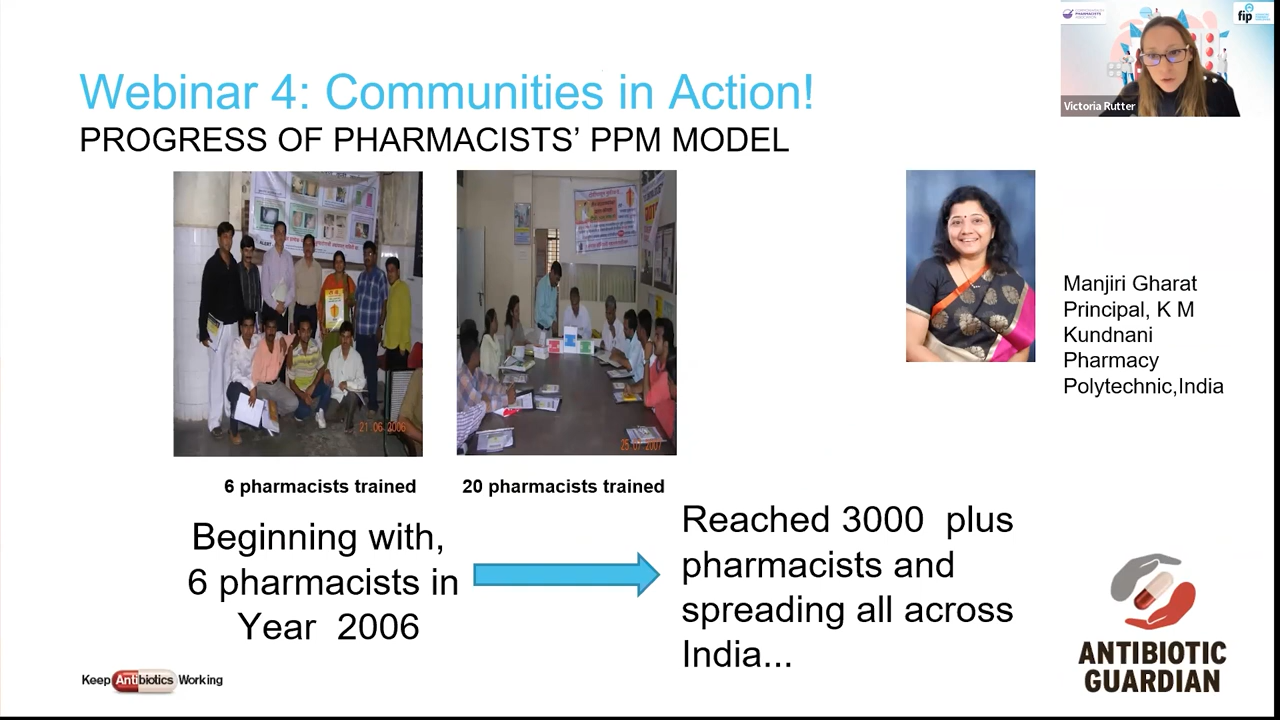 fip
Victoria Rutter
Webinar 4: Communities in Action!
PROGRESS OF PHARMACISTS’ PPM MODEL
21 06 2006
25 07 2007
Manjiri Gharat
Principal, K M
Kundnani
Pharmacy
Polytechnic,India
6 pharmacists trained
20 pharmacists trained
Beginning with,
6 pharmacists in
Year 2006
Reached 3000 plus
pharmacists and
spreading all across
India...
Keep Antibiotics Working
ANTIBIOTIC
GUARDIAN